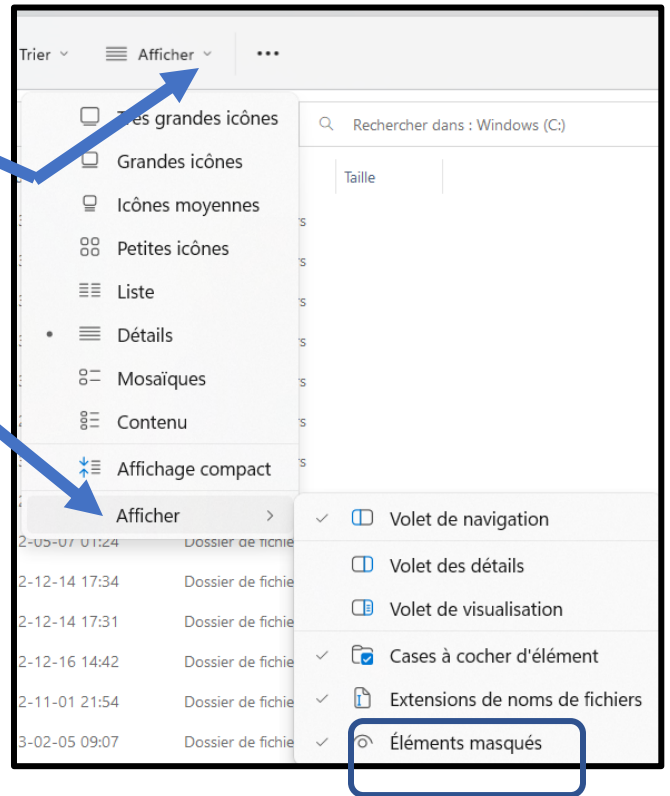 Trier Afficher •••
Très grandes icônes
Rechercher dans : Windows (C:)
Grandes icônes
Taille
Icônes moyennes
Petites icônes
Liste
• Détails
Mosaïques
Contenu
Affichage compact
Afficher >
Volet de navigation
2-05-07 01:24 Dossier de fichie
Volet des détails
2-12-14 17:34 Dossier de fichie
Volet de visualisation
2-12-14 17:31 Dossier de fichie
Cases à cocher d'élément
2-12-16 14:42 Dossier de fichie
Extensions de noms de fichiers
2-11-01 21:54 Dossier de fichie
Éléments masqués
3-02-05 09:07 Dossier de fichie